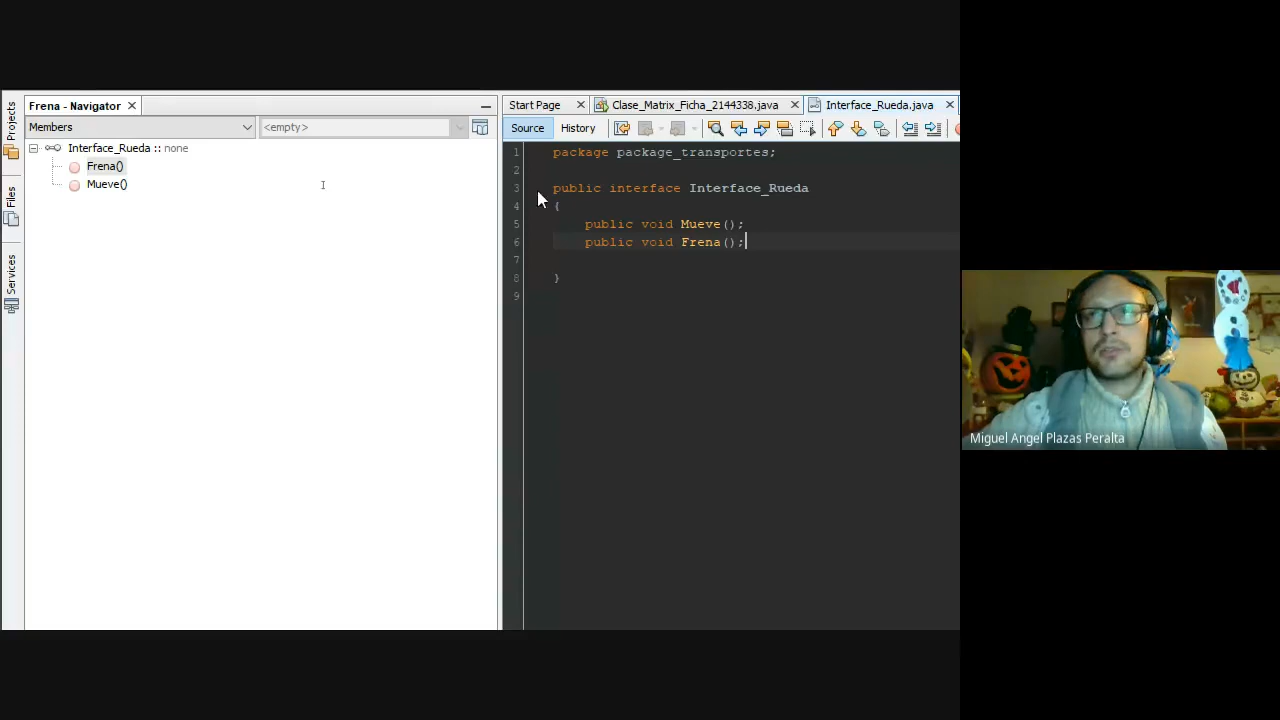 Projects
Files
Services
Frena - Navigator
Members
<empty>
Interface_Rueda :: none
Frena()
Mueve()
Start Page
Clase_Matrix_Ficha_2144338.java
Interface_Rueda.java
Source
History
1 package package_transportes;
2
3 public interface Interface_Rueda
4 {
5 public void Mueve();
6 public void Frena();
7
8 }
9
Miguel Angel Plazas Peralta